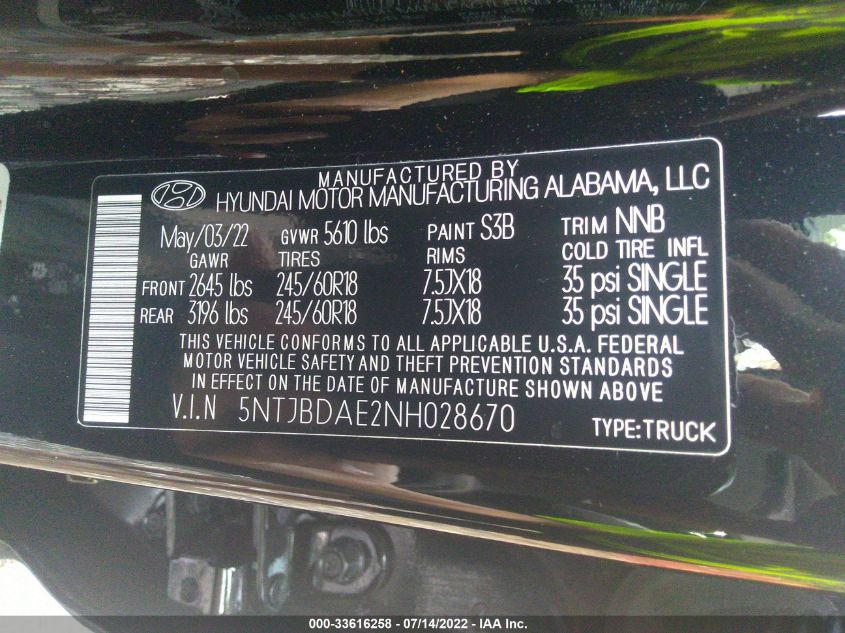 MANUFACTURED BY
HYUNDAI MOTOR MANUFACTURING ALABAMA, LLC
May/03/22 GVWR 5610 lbs PAINT S3B TRIM NNB
GAWR TIRES RIMS COLD TIRE INFL
FRONT 2645 lbs 245/60R18 7.5JX18 35 psi SINGLE
REAR 3196 lbs 245/60R18 7.5JX18 35 psi SINGLE
THIS VEHICLE CONFORMS TO ALL APPLICABLE U.S.A. FEDERAL
MOTOR VEHICLE SAFETY AND THEFT PREVENTION STANDARDS
IN EFFECT ON THE DATE OF MANUFACTURE SHOWN ABOVE
V.I.N 5NTJBDAE2NH028670 TYPE:TRUCK
000-33616258 - 07/14/2022 - IAA Inc.